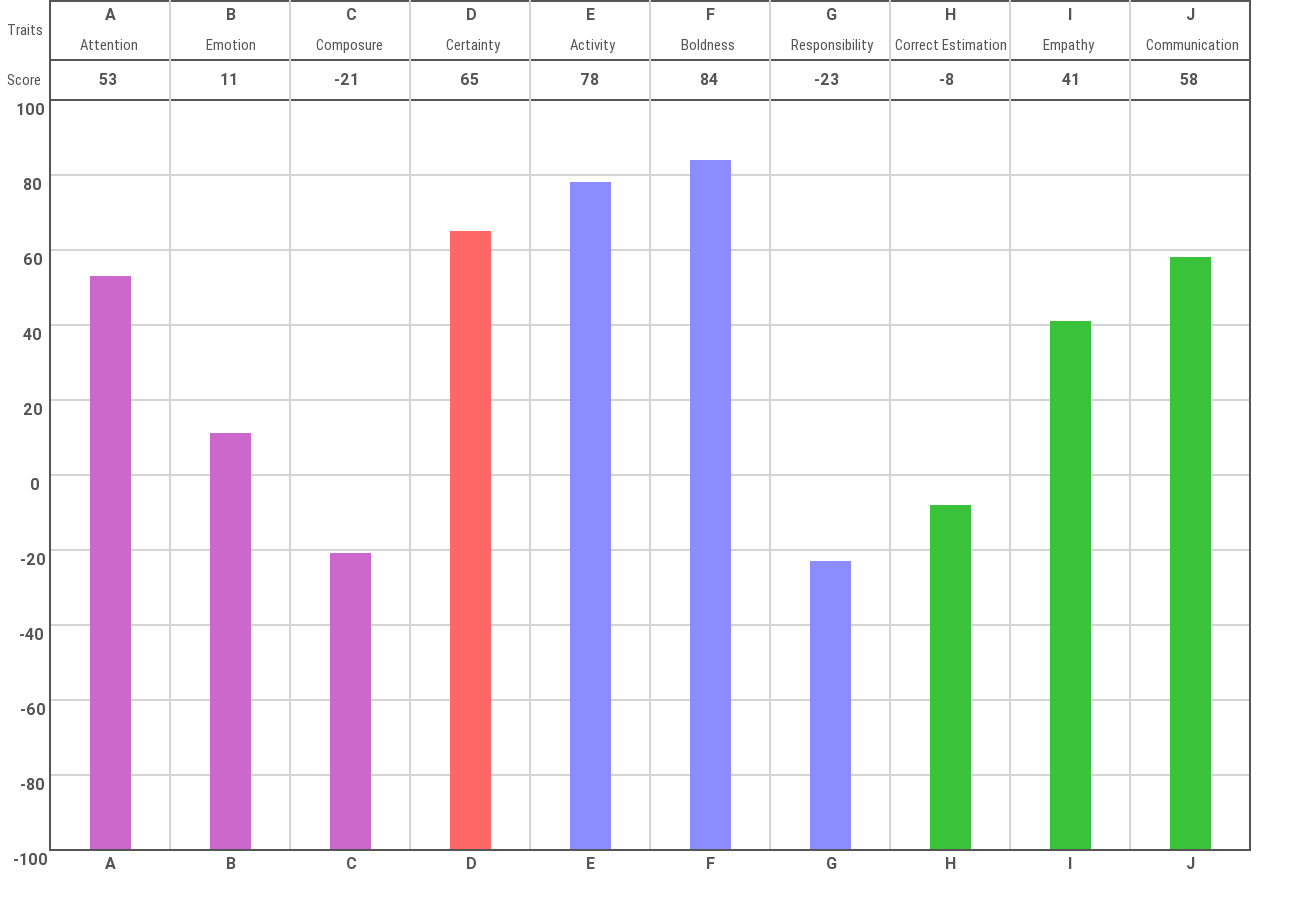 Traits A B C D E F G H I J
Attention Emotion Composure Certainty Activity Boldness Responsibility Correct Estimation Empathy Communication
Score 53 11 -21 65 78 84 -23 -8 41 58
100
80
60
40
20
0
-20
-40
-60
-80
-100
A B C D E F G H I J